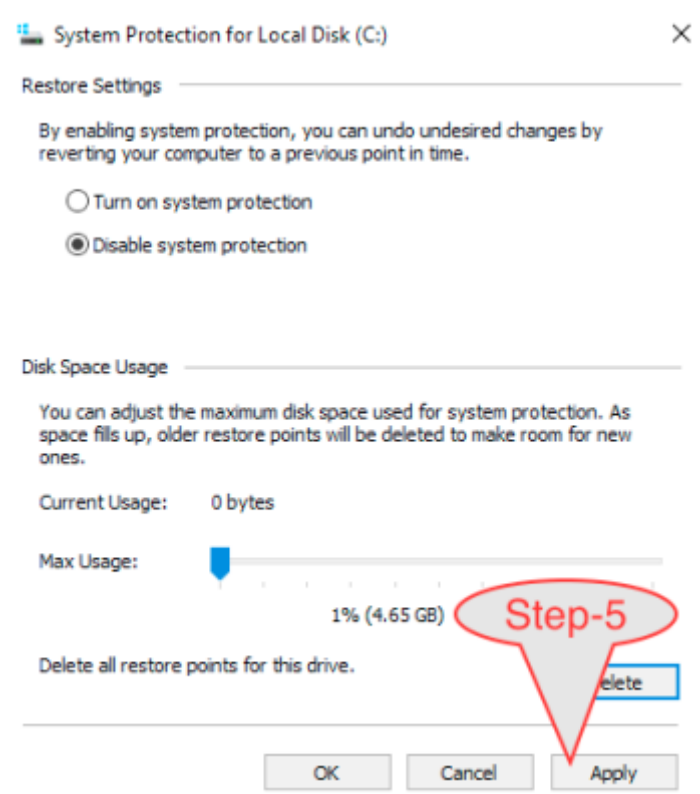 System Protection for Local Disk (C:)
Restore Settings
By enabling system protection, you can undo undesired changes by
reverting your computer to a previous point in time.
Turn on system protection
Disable system protection
Disk Space Usage
You can adjust the maximum disk space used for system protection. As
space fills up, older restore points will be deleted to make room for new
ones.
Current Usage: 0 bytes
Max Usage:
1% (4.65 GB)
Step-5
Delete all restore points for this drive.
elete
OK Cancel Apply